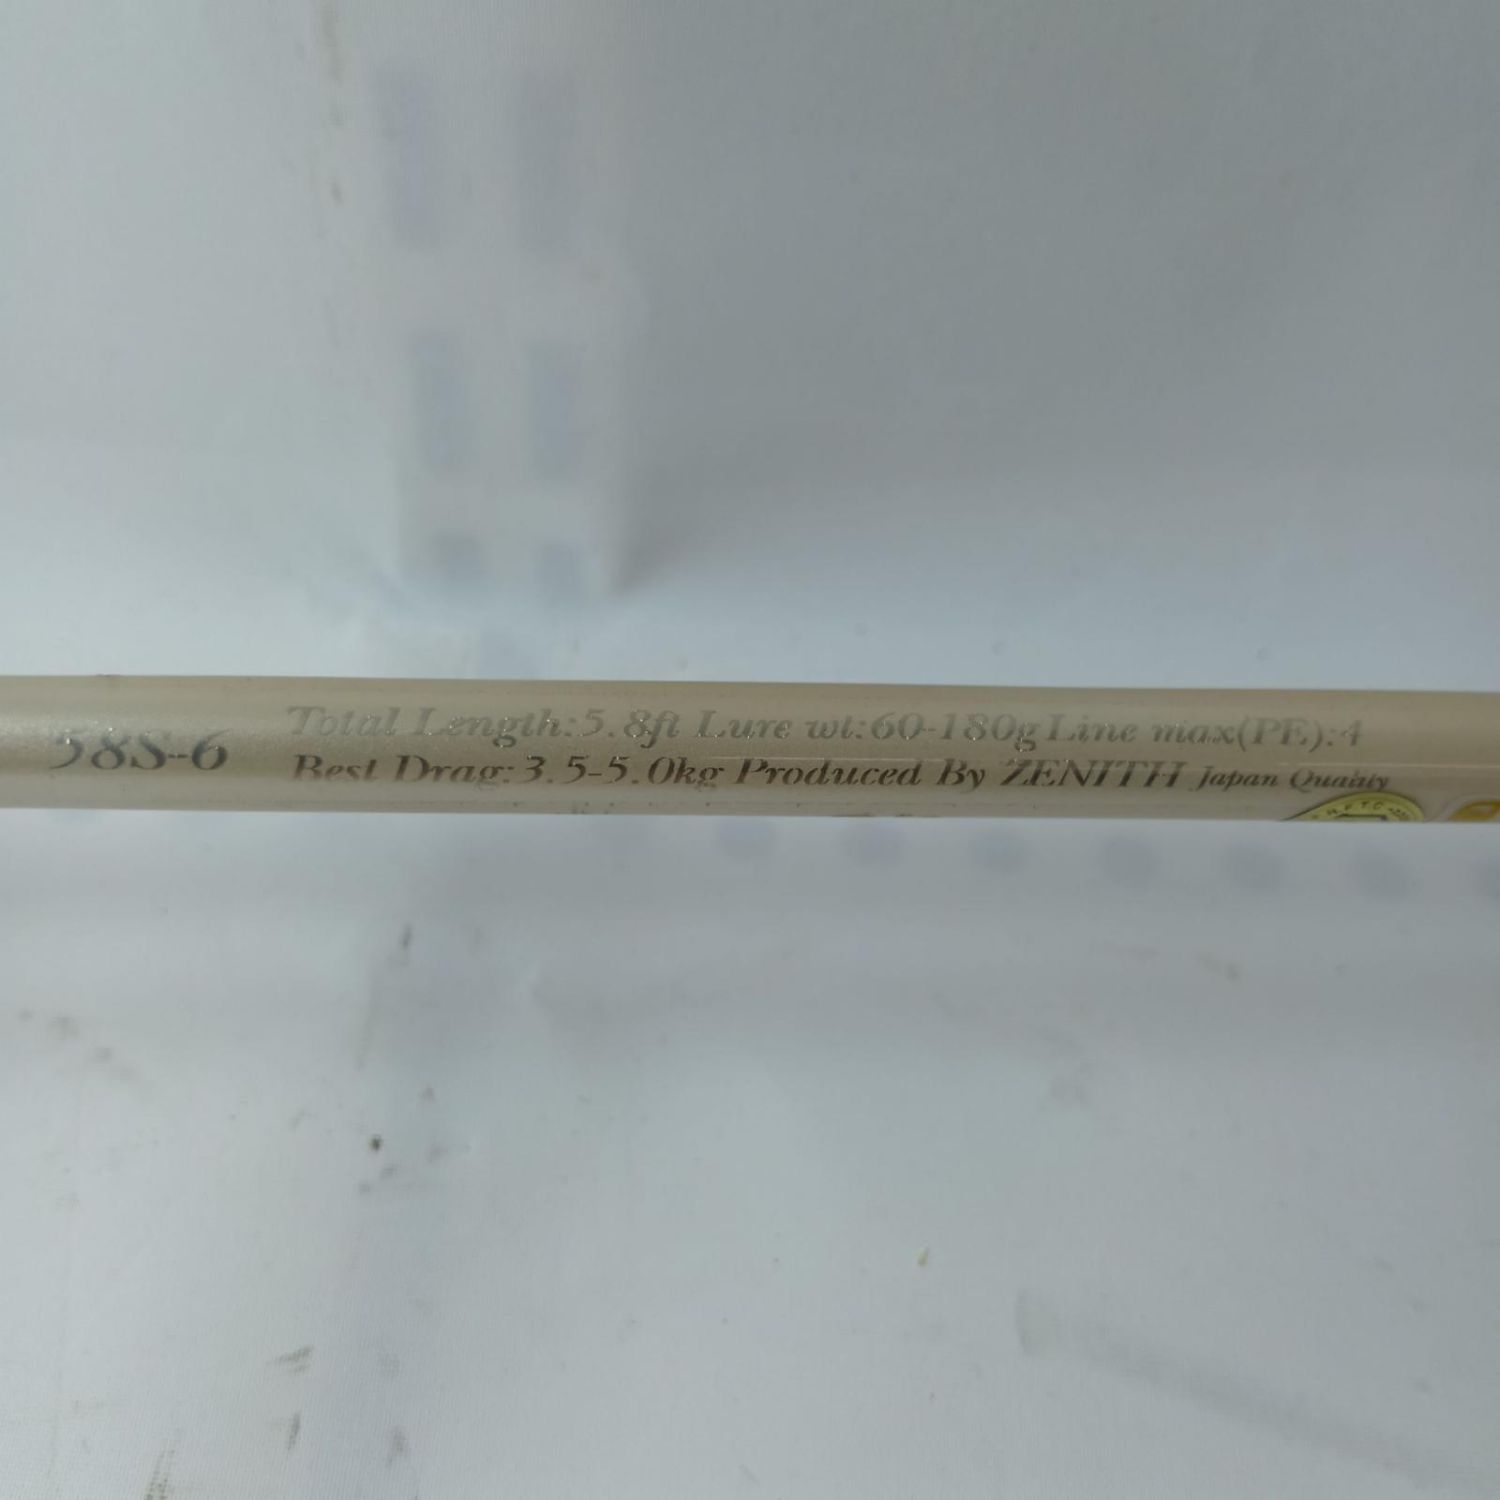 58S-6
Total Length:5.8ft Lure wt:60-180g Line max(PE):4
Best Drag:3.5-5.0kg Produced By ZENITH Japan Quality